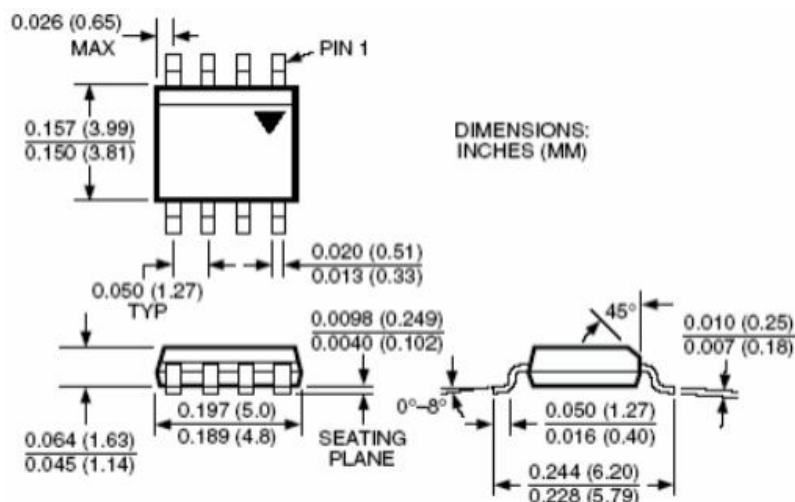 0.026 (0.65)
MAX
PIN 1
0.157 (3.99)
0.150 (3.81)
DIMENSIONS:
INCHES (MM)
0.050 (1.27)
TYP
0.020 (0.51)
0.013 (0.33)
0.0098 (0.249)
0.0040 (0.102)
45°
0.010 (0.25)
0.007 (0.18)
0.064 (1.63)
0.045 (1.14)
0.197 (5.0)
0.189 (4.8)
SEATING
PLANE
0°–8°
0.050 (1.27)
0.016 (0.40)
0.244 (6.20)
0.228 (5.79)